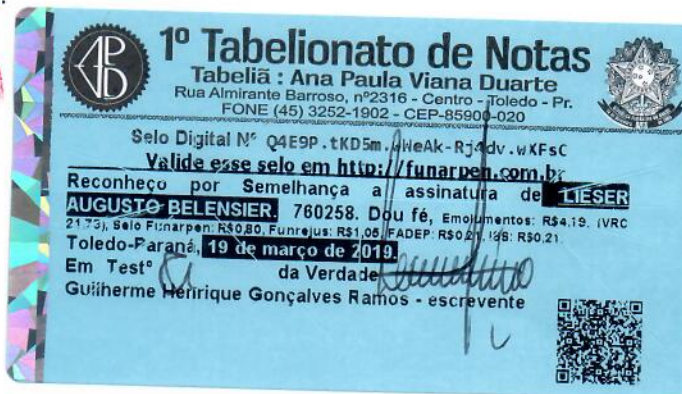 1º Tabelionato de Notas
Tabeliã : Ana Paula Viana Duarte
Rua Almirante Barroso, nº2316 - Centro - Toledo - Pr.
FONE (45) 3252-1902 - CEP-85900-020
Selo Digital Nº Q4E9P.tKD5m. -Rj4dv.wXFsC
Valide esse selo em http://funarpen.com.br
Reconheço por Semelhança a assinatura de LIESER
AUGUSTO BELENSIER. 760258. Dou fé, Emolumentos: R$4,19. (VRC
21,73), Selo Funarpen: R$0,80, Funrejus: R$1,05, FADEP: R$0,21, ISS: R$0,21.
Toledo-Paraná, 19 de março de 2019.
Em Testº da Verdade
Guilherme Henrique Gonçalves Ramos - escrevente